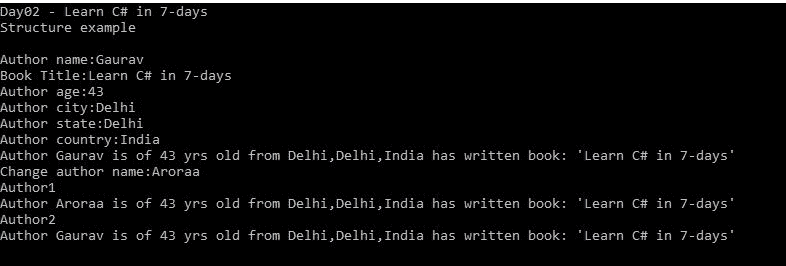 Day02 - Learn C# in 7-days
Structure example
Author name:Gaurav
Book Title:Learn C# in 7-days
Author age:43
Author city:Delhi
Author state:Delhi
Author country:India
Author Gaurav is of 43 yrs old from Delhi,Delhi,India has written book: 'Learn C# in 7-days'
Change author name:Aroraa
Author1
Author Aroraa is of 43 yrs old from Delhi,Delhi,India has written book: 'Learn C# in 7-days'
Author2
Author Gaurav is of 43 yrs old from Delhi,Delhi,India has written book: 'Learn C# in 7-days'